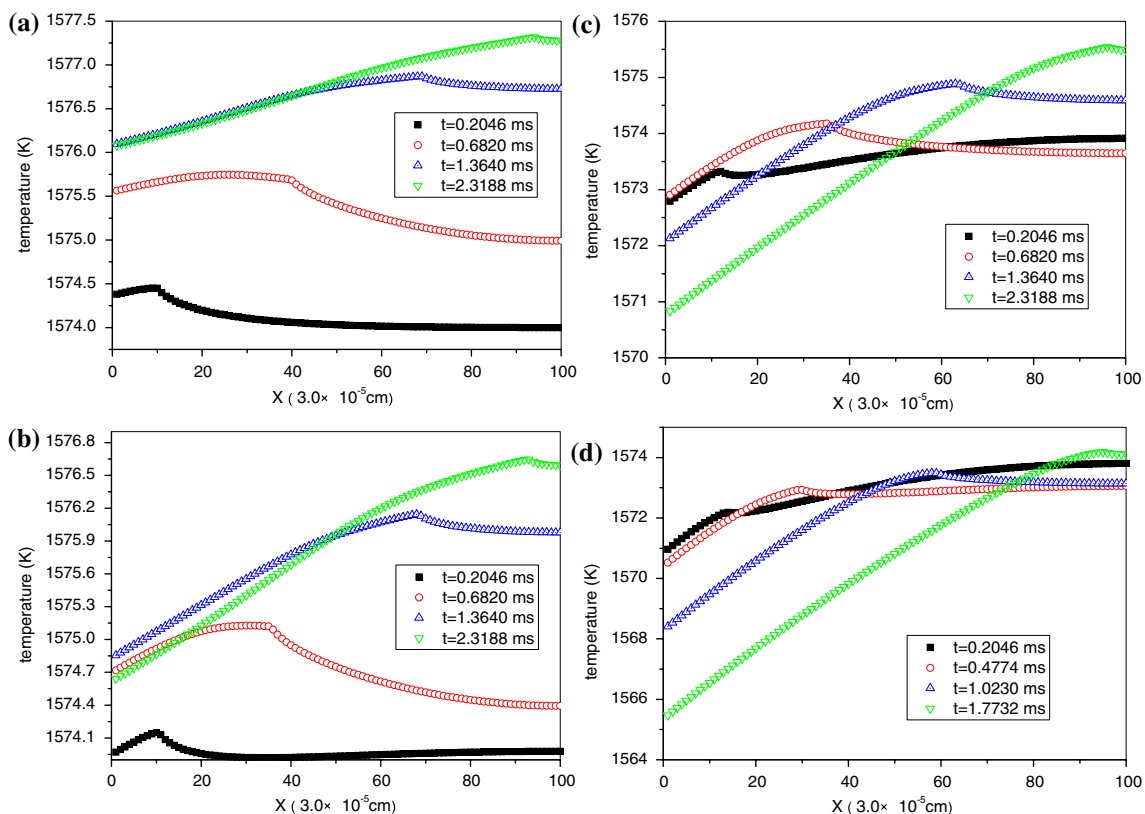 (a)
1577.5
1577.0
1576.5
1576.0
1575.5
1575.0
1574.5
1574.0
temperature (K)
t=0.2046 ms
t=0.6820 ms
t=1.3640 ms
t=2.3188 ms
0 20 40 60 80 100
X ( 3.0× 10-5cm)
(c)
1576
1575
1574
1573
1572
1571
1570
temperature (K)
t=0.2046 ms
t=0.6820 ms
t=1.3640 ms
t=2.3188 ms
0 20 40 60 80 100
X ( 3.0× 10-5cm)
(b)
1576.8
1576.5
1576.2
1575.9
1575.6
1575.3
1575.0
1574.7
1574.4
1574.1
temperature (K)
t=0.2046 ms
t=0.6820 ms
t=1.3640 ms
t=2.3188 ms
0 20 40 60 80 100
X ( 3.0× 10-5cm)
(d)
1574
1572
1570
1568
1566
1564
temperature (K)
t=0.2046 ms
t=0.4774 ms
t=1.0230 ms
t=1.7732 ms
0 20 40 60 80 100
X ( 3.0× 10-5cm)